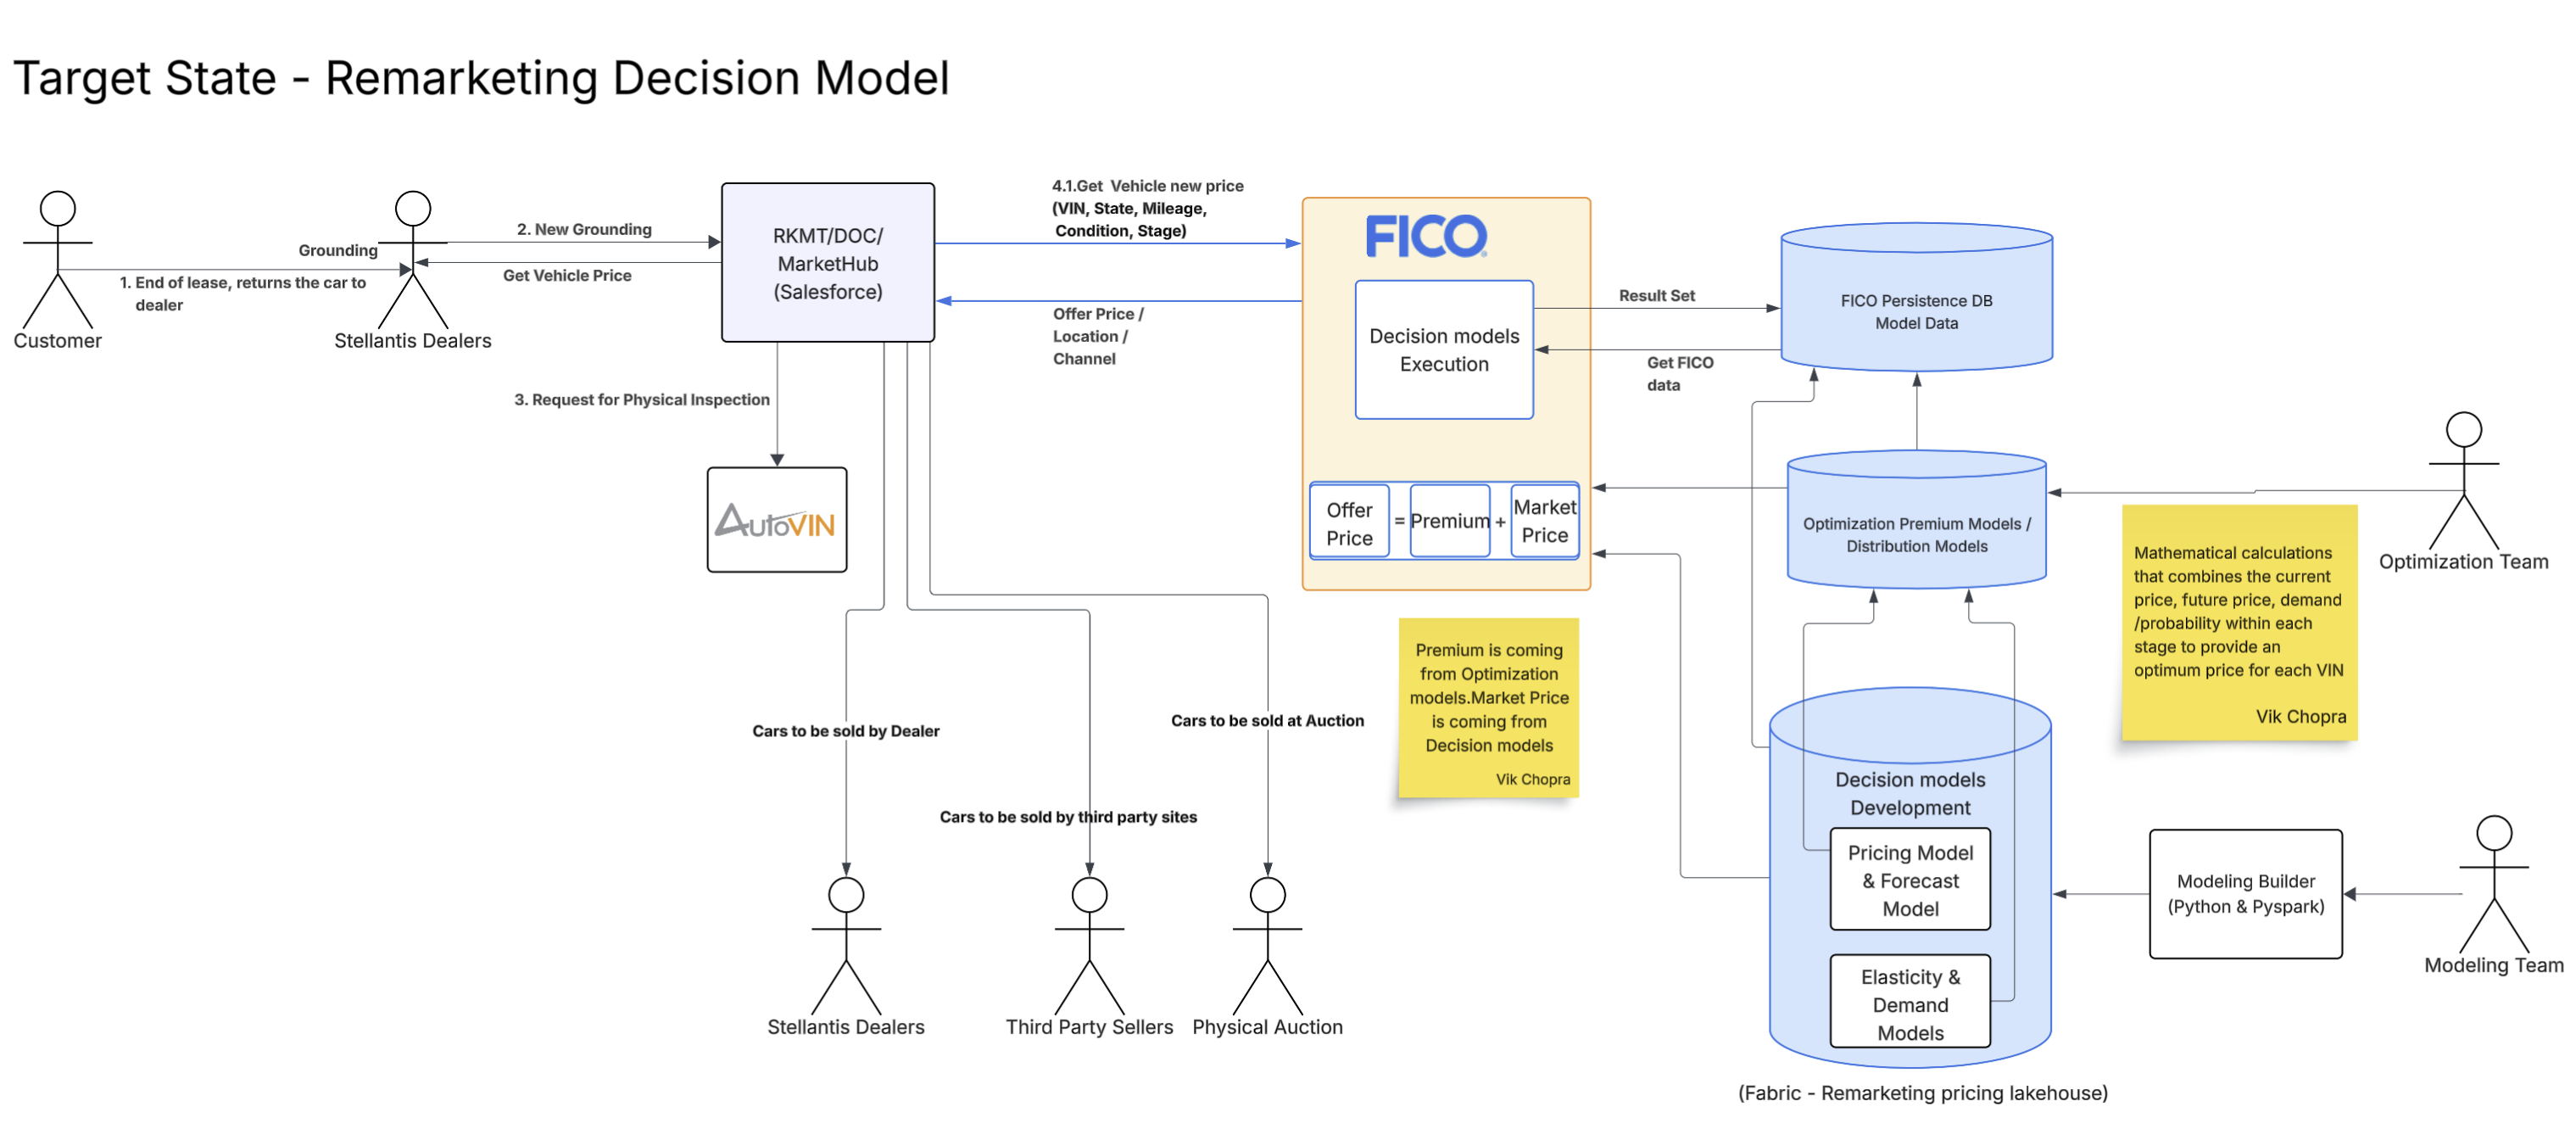 Target State - Remarketing Decision Model
Customer
Grounding
1. End of lease, returns the car to
dealer
Stellantis Dealers
2. New Grounding
Get Vehicle Price
RKMT/DOC/
MarketHub
(Salesforce)
3. Request for Physical Inspection
AutoVIN
4.1.Get Vehicle new price
(VIN, State, Mileage,
Condition, Stage)
Offer Price /
Location /
Channel
FICO
Decision models
Execution
Offer
Price
=
Premium
+
Market
Price
Result Set
Get FICO
data
FICO Persistence DB
Model Data
Optimization Premium Models /
Distribution Models
Optimization Team
Mathematical calculations
that combines the current
price, future price, demand
/probability within each
stage to provide an
optimum price for each VIN
Vik Chopra
Premium is coming
from Optimization
models.Market Price
is coming from
Decision models
Vik Chopra
Cars to be sold by Dealer
Cars to be sold by third party sites
Cars to be sold at Auction
Stellantis Dealers
Third Party Sellers
Physical Auction
Decision models
Development
Pricing Model
& Forecast
Model
Elasticity &
Demand
Models
(Fabric - Remarketing pricing lakehouse)
Modeling Builder
(Python & Pyspark)
Modeling Team